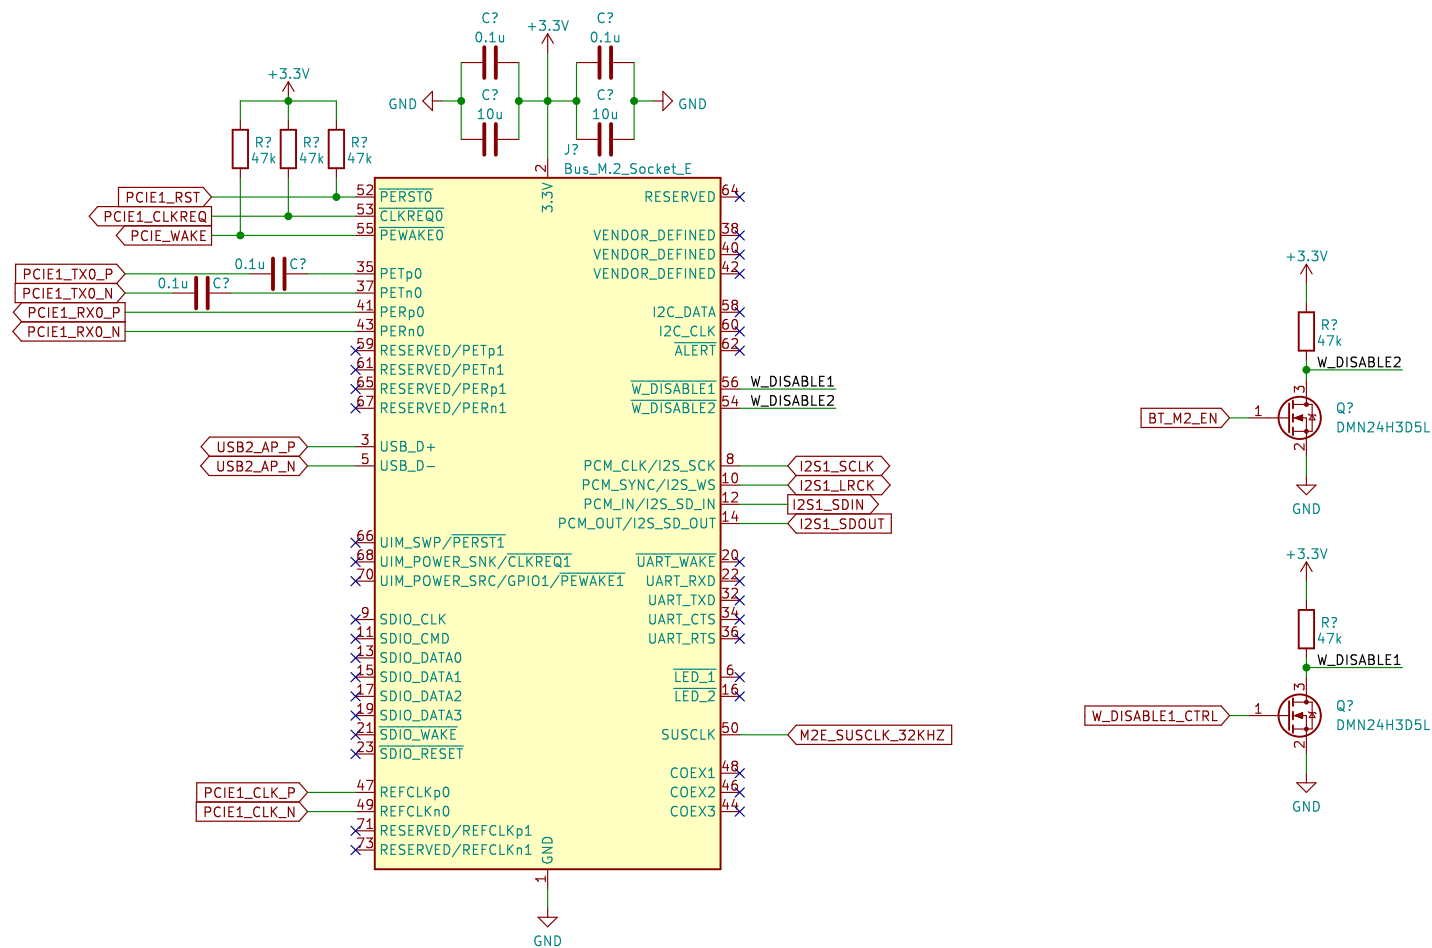 C?
0.1u
+3.3V
C?
0.1u
GND
C?
10u
C?
10u
GND
+3.3V
R?
47k
R?
47k
R?
47k
J?
Bus_M.2_Socket_E
2
3.3V
PCIE1_RST
52
PERST0
PCIE1_CLKREQ
53
CLKREQ0
PCIE_WAKE
55
PEWAKE0
PCIE1_TX0_P
0.1u
C?
35
PETp0
PCIE1_TX0_N
0.1u
C?
37
PETn0
PCIE1_RX0_P
41
PERp0
PCIE1_RX0_N
43
PERn0
59
RESERVED/PETp1
61
RESERVED/PETn1
65
RESERVED/PERp1
67
RESERVED/PERn1
USB2_AP_P
3
USB_D+
USB2_AP_N
5
USB_D-
66
UIM_SWP/PERST1
68
UIM_POWER_SNK/CLKREQ1
70
UIM_POWER_SRC/GPIO1/PEWAKE1
9
SDIO_CLK
11
SDIO_CMD
13
SDIO_DATA0
15
SDIO_DATA1
17
SDIO_DATA2
19
SDIO_DATA3
21
SDIO_WAKE
23
SDIO_RESET
PCIE1_CLK_P
47
REFCLKp0
PCIE1_CLK_N
49
REFCLKn0
71
RESERVED/REFCLKp1
73
RESERVED/REFCLKn1
RESERVED
64
VENDOR_DEFINED
38
VENDOR_DEFINED
40
VENDOR_DEFINED
42
I2C_DATA
58
I2C_CLK
60
ALERT
62
W_DISABLE1
56
W_DISABLE1
W_DISABLE2
54
W_DISABLE2
PCM_CLK/I2S_SCK
8
I2S1_SCLK
PCM_SYNC/I2S_WS
10
I2S1_LRCK
PCM_IN/I2S_SD_IN
12
I2S1_SDIN
PCM_OUT/I2S_SD_OUT
14
I2S1_SDOUT
UART_WAKE
20
UART_RXD
22
UART_TXD
32
UART_CTS
34
UART_RTS
36
LED_1
6
LED_2
16
SUSCLK
50
M2E_SUSCLK_32KHZ
COEX1
48
COEX2
46
COEX3
44
GND
1
GND
+3.3V
R?
47k
W_DISABLE2
3
BT_M2_EN
1
Q?
DMN24H3D5L
2
GND
+3.3V
R?
47k
W_DISABLE1
3
W_DISABLE1_CTRL
1
Q?
DMN24H3D5L
2
GND